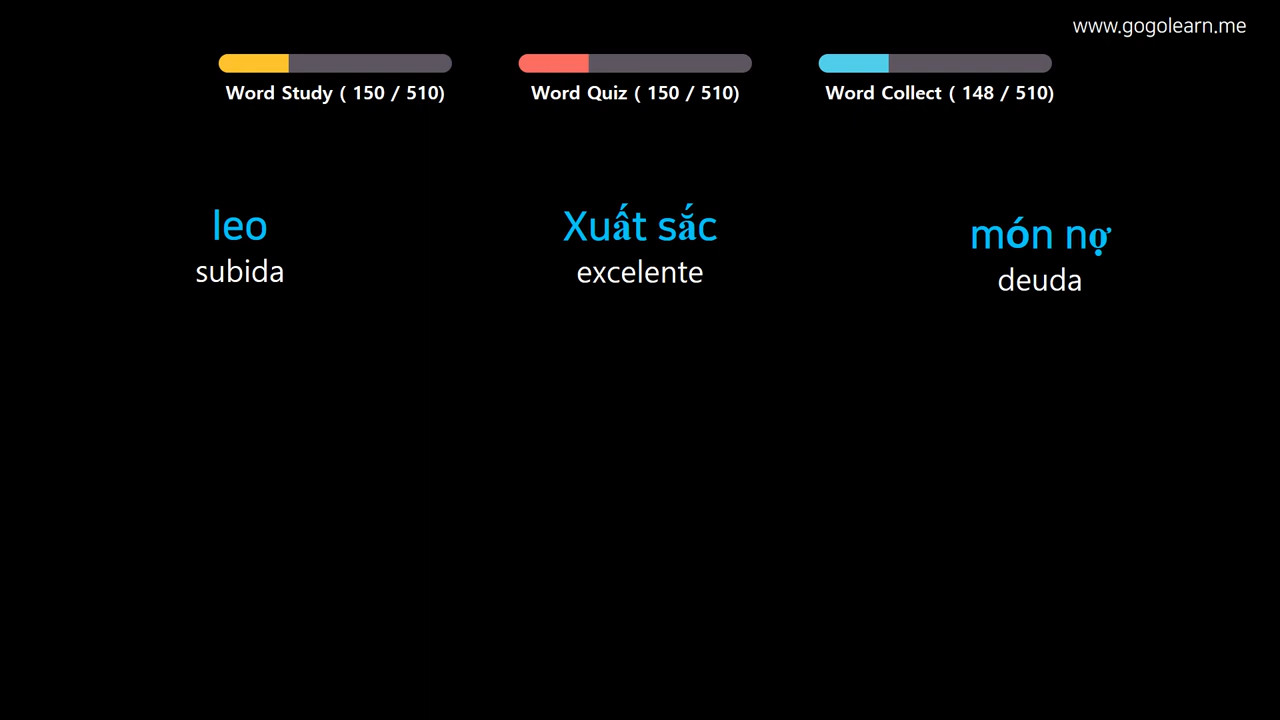 www.gogolearn.me
Word Study ( 150 / 510)
Word Quiz ( 150 / 510)
Word Collect ( 148 / 510)
leo
subida
Xuất sắc
excelente
món nợ
deuda